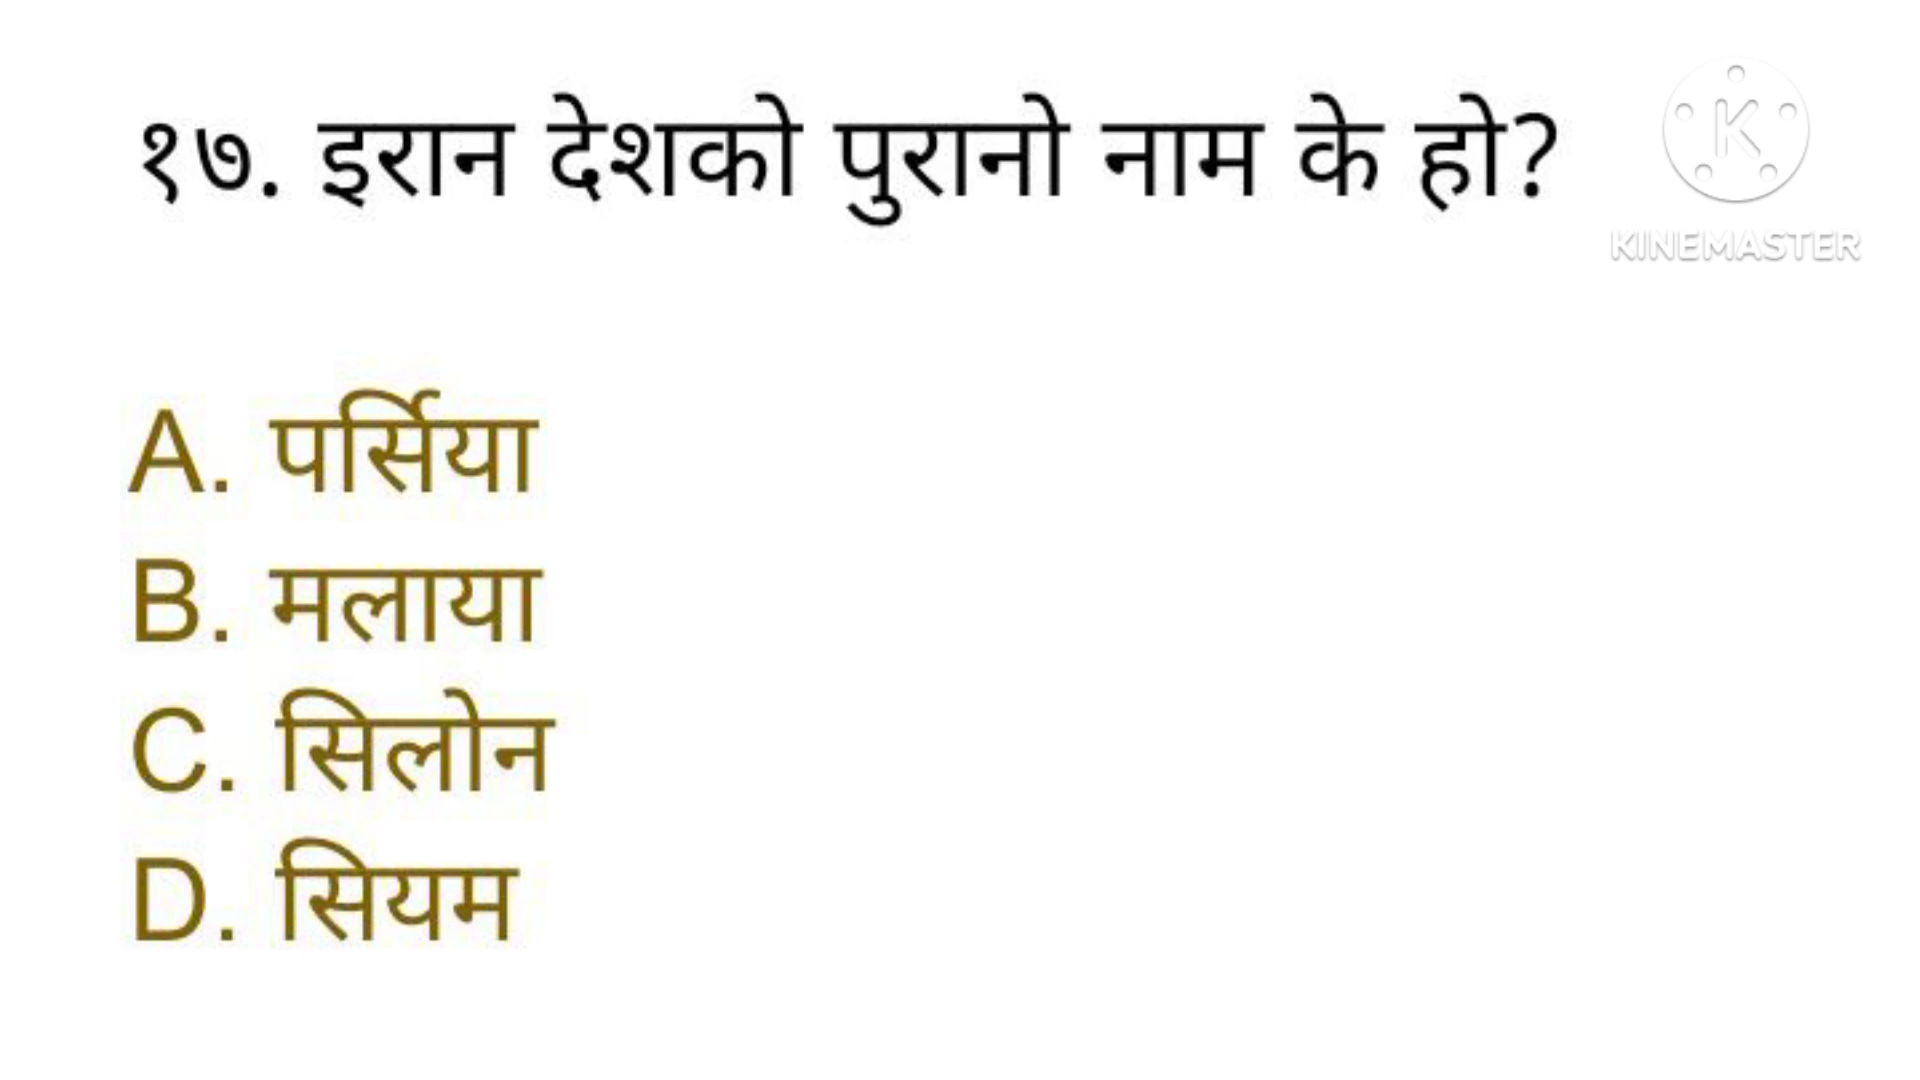 १७. इरान देशको पुरानो नाम के हो?
KINEMASTER
A. पर्सिया
B. मलाया
C. सिलोन
D. सियम